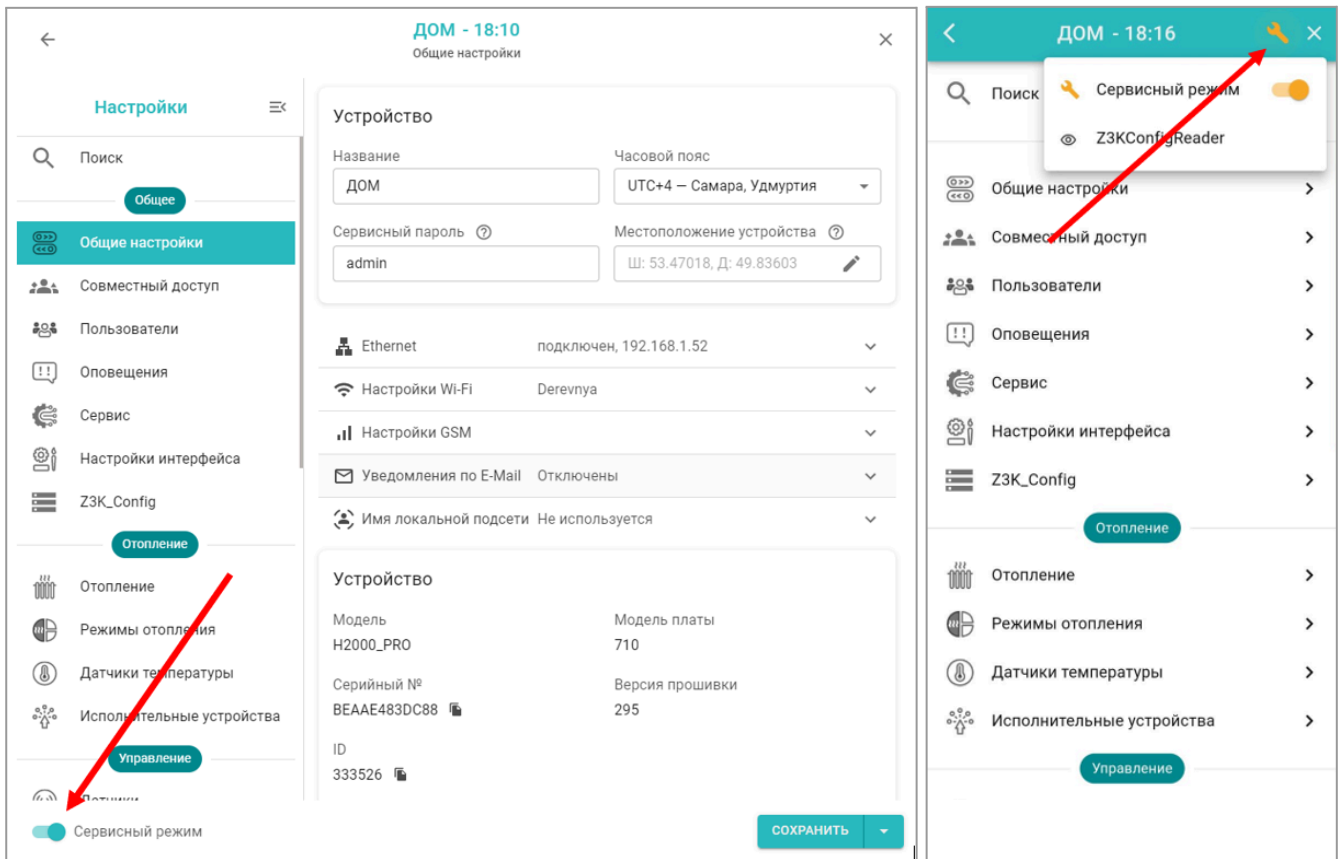 ДОМ - 18:10
Общие настройки
Настройки
Поиск
Общее
Общие настройки
Совместный доступ
Пользователи
Оповещения
Сервис
Настройки интерфейса
Z3K_Config
Отопление
Отопление
Режимы отопления
Датчики температуры
Исполнительные устройства
Управление
Датчики
Сервисный режим
Устройство
Название
Часовой пояс
ДОМ
UTC+4 — Самара, Удмуртия
Сервисный пароль
Местоположение устройства
admin
Ш: 53.47018, Д: 49.83603
Ethernet подключен, 192.168.1.52
Настройки Wi-Fi Derevnya
Настройки GSM
Уведомления по E-Mail Отключены
Имя локальной подсети Не используется
Устройство
Модель
Модель платы
H2000_PRO
710
Серийный №
Версия прошивки
BEAAE483DC88
295
ID
333526
СОХРАНИТЬ
ДОМ - 18:16
Поиск
Сервисный режим
Z3KConfigReader
Общие настройки
Совместный доступ
Пользователи
Оповещения
Сервис
Настройки интерфейса
Z3K_Config
Отопление
Отопление
Режимы отопления
Датчики температуры
Исполнительные устройства
Управление